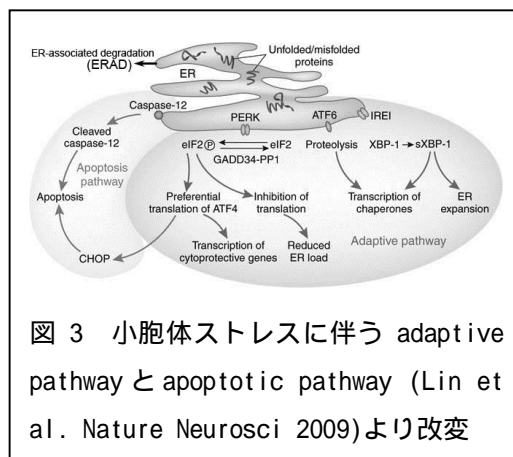 ER-associated degradation
(ERAD)
ER
Unfolded/misfolded
proteins
Caspase-12
PERK
ATF6
IREI
Cleaved
caspase-12
eIF2Ⓟ
eIF2
GADD34-PP1
Proteolysis
XBP-1
sXBP-1
Apoptosis
pathway
Apoptosis
Preferential
translation of ATF4
Inhibition of
translation
Transcription of
chaperones
ER
expansion
CHOP
Transcription of
cytoprotective genes
Reduced
ER load
Adaptive pathway
図 3 小胞体ストレスに伴う adaptive
pathway と apoptotic pathway (Lin et
al. Nature Neurosci 2009)より改変